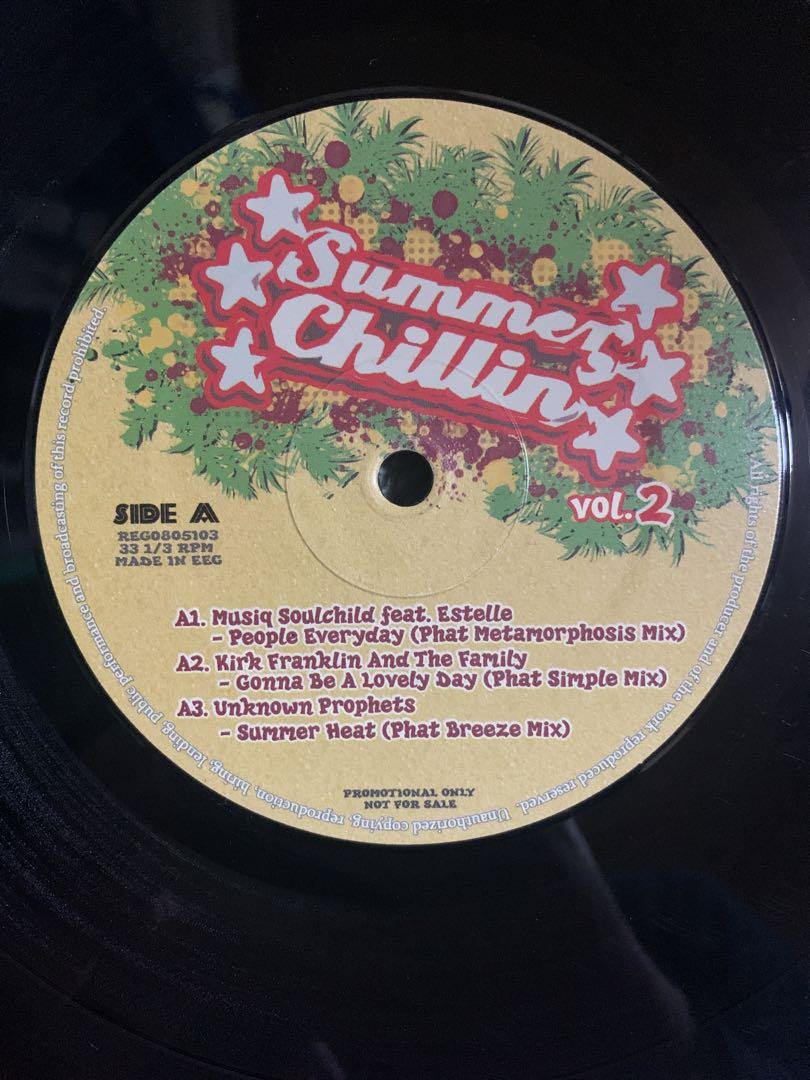 Summer
Chillin
VOL.2
SIDE A
REG0805103
33 1/3 RPM
MADE IN EEG
A1. Musiq Soulchild feat. Estelle
- People Everyday (Phat Metamorphosis Mix)
A2. Kirk Franklin And The Family
- Gonna Be A Lovely Day (Phat Simple Mix)
A3. Unknown Prophets
- Summer Heat (Phat Breeze Mix)
PROMOTIONAL ONLY
NOT FOR SALE
All rights of the producer and of the work reproduced reserved. Unauthorized copying, reproduction, hiring, lending, public performance and broadcasting of this record prohibited.